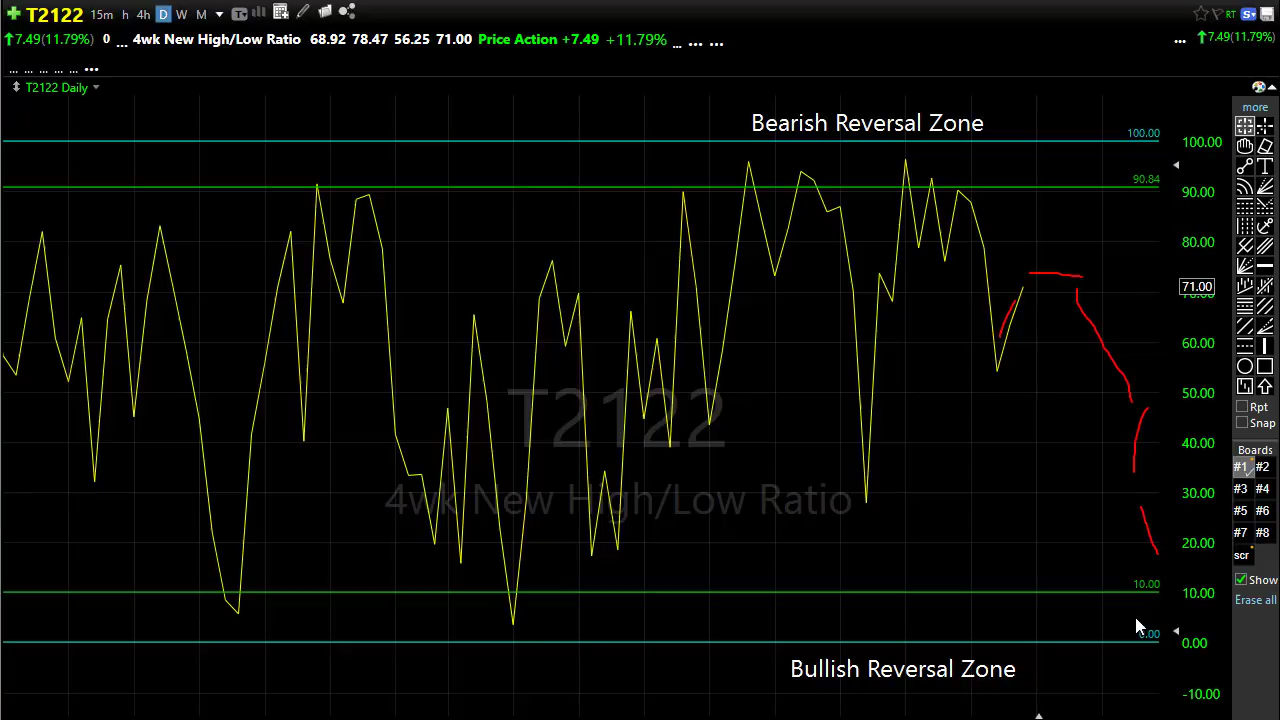 T2122 15m h 4h D W M
RT
7.49(11.79%) 0 ... 4wk New High/Low Ratio 68.92 78.47 56.25 71.00 Price Action +7.49 +11.79% ... ... ...
... 7.49(11.79%)
... ... ... ... ... ...
T2122 Daily
more
Bearish Reversal Zone
100.00
100.00
90.84
90.00
80.00
71.00
60.00
50.00
40.00
30.00
20.00
10.00
10.00
0.00
-10.00
T2122
4wk New High/Low Ratio
Bullish Reversal Zone
T
Rpt
Snap
Boards
#1 #2
#3 #4
#5 #6
#7 #8
scr
Show
Erase all